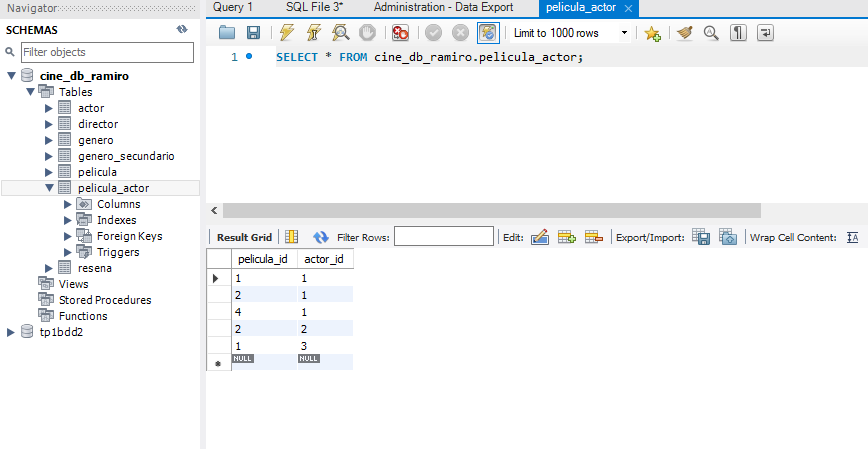 Navigator
Query 1 SQL File 3* Administration - Data Export pelicula_actor
SCHEMAS
Limit to 1000 rows
Filter objects
1 SELECT * FROM cine_db_ramiro.pelicula_actor;
cine_db_ramiro
Tables
actor
director
genero
genero_secundario
pelicula
pelicula_actor
Columns
Indexes
Foreign Keys
Triggers
resena
Views
Stored Procedures
Functions
tp1bdd2
Result Grid Filter Rows: Edit: Export/Import: Wrap Cell Content:
pelicula_id actor_id
1 1
2 1
4 1
2 2
1 3
NULL NULL